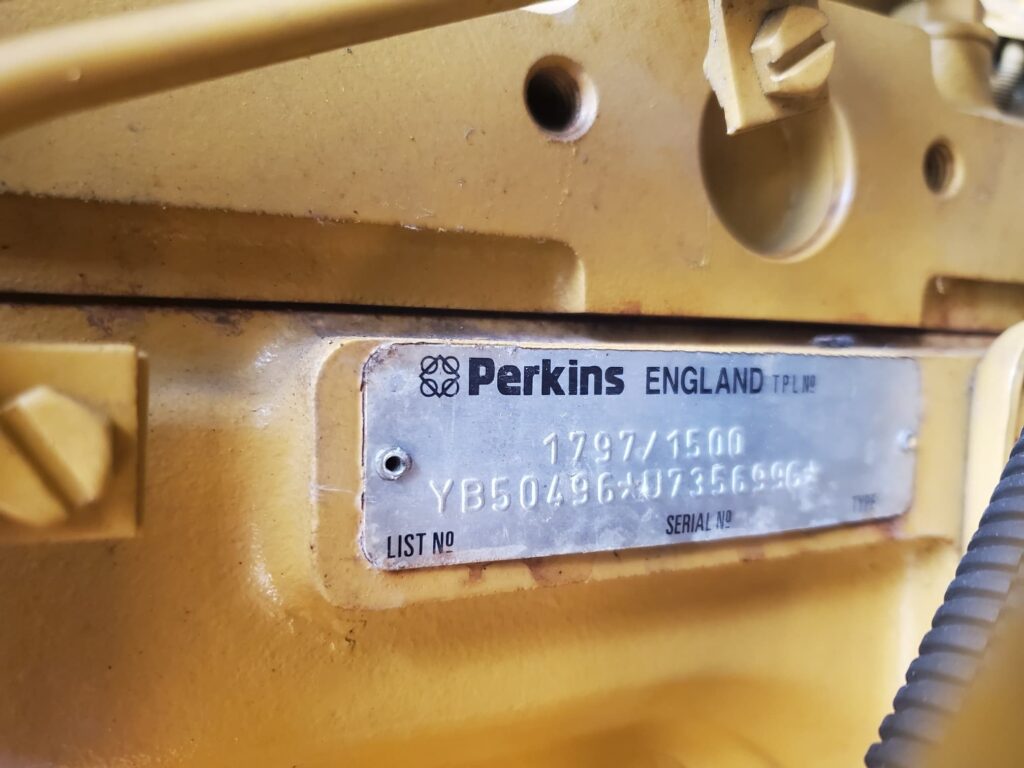 Perkins ENGLAND TPL Nº
1797/1500
YB50496*U735699G*
LIST Nº SERIAL Nº TYPE